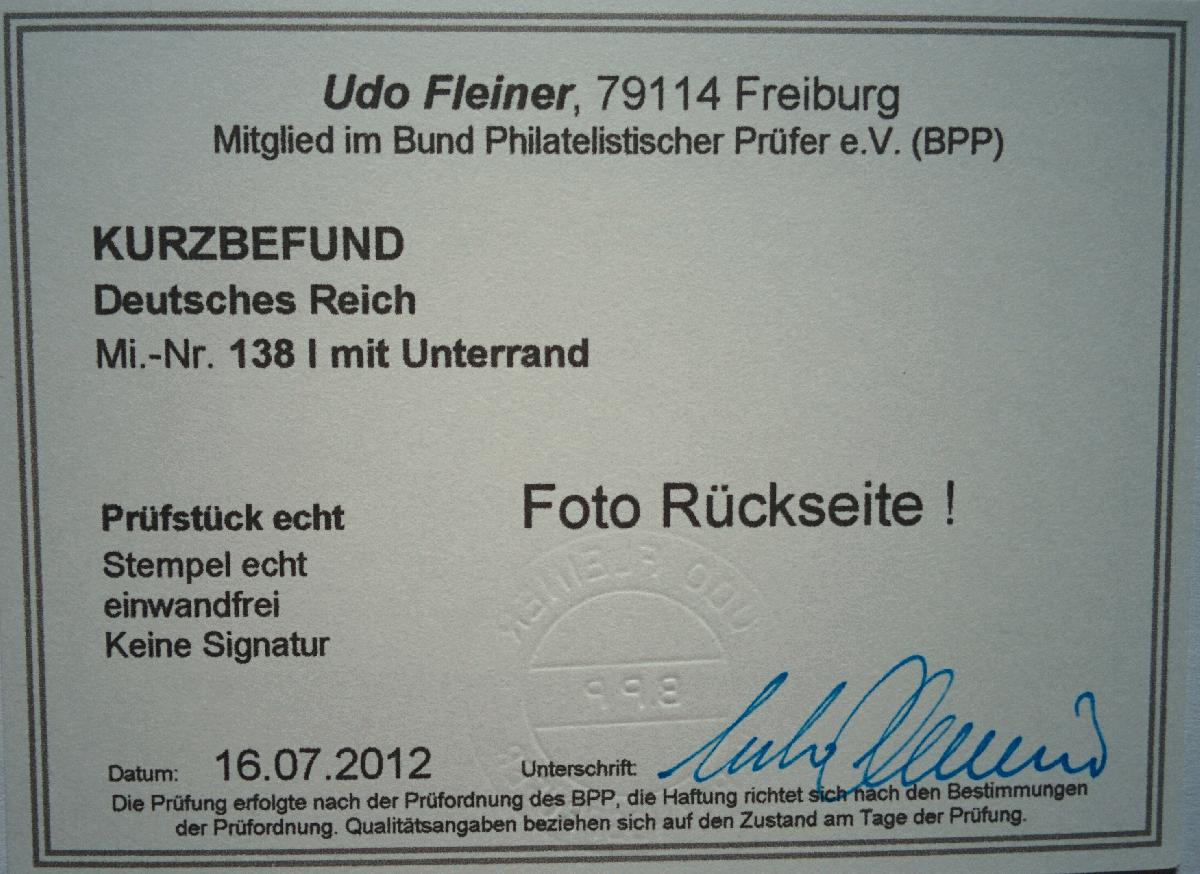 Udo Fleiner, 79114 Freiburg
Mitglied im Bund Philatelistischer Prüfer e.V. (BPP)
KURZBEFUND
Deutsches Reich
Mi.-Nr. 138 I mit Unterrand
Foto Rückseite !
Prüfstück echt
Stempel echt
einwandfrei
Keine Signatur
UDO FLEINER
B.P.P
Datum: 16.07.2012 Unterschrift:
Die Prüfung erfolgte nach der Prüfordnung des BPP, die Haftung richtet sich nach den Bestimmungen
der Prüfordnung. Qualitätsangaben beziehen sich auf den Zustand am Tage der Prüfung.